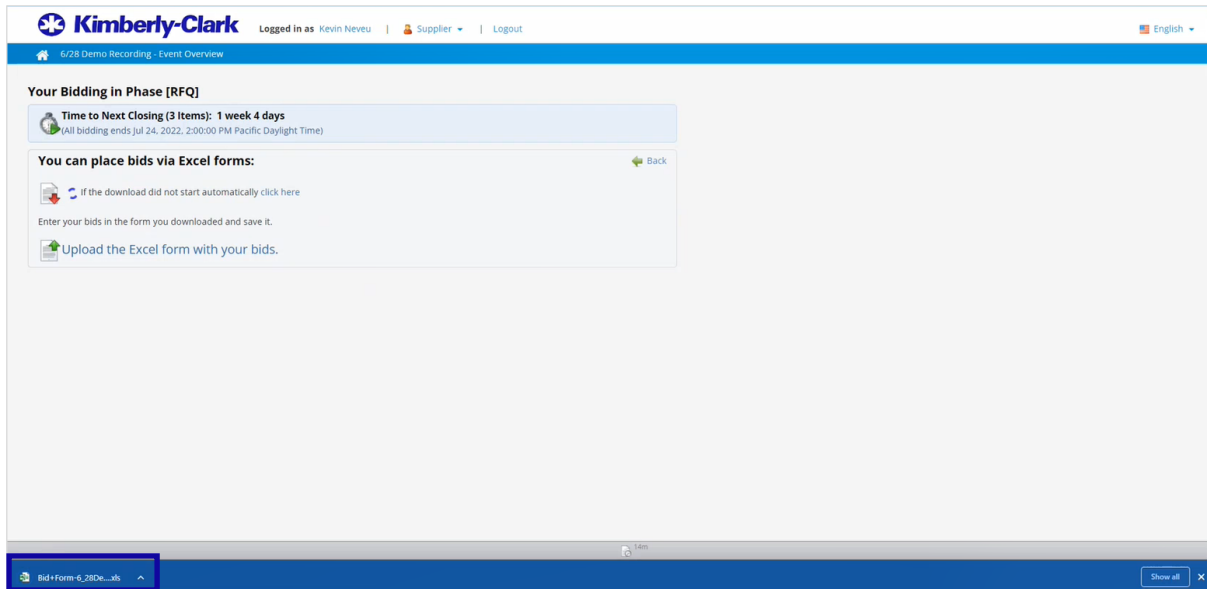 Kimberly-Clark Logged in as Kevin Neveu | Supplier | Logout English
6/28 Demo Recording - Event Overview
Your Bidding in Phase [RFQ]
Time to Next Closing (3 Items): 1 week 4 days
(All bidding ends Jul 24, 2022, 2:00:00 PM Pacific Daylight Time)
You can place bids via Excel forms: Back
If the download did not start automatically click here
Enter your bids in the form you downloaded and save it.
Upload the Excel form with your bids.
14m
Bid+Form-6_28De....xls Show all